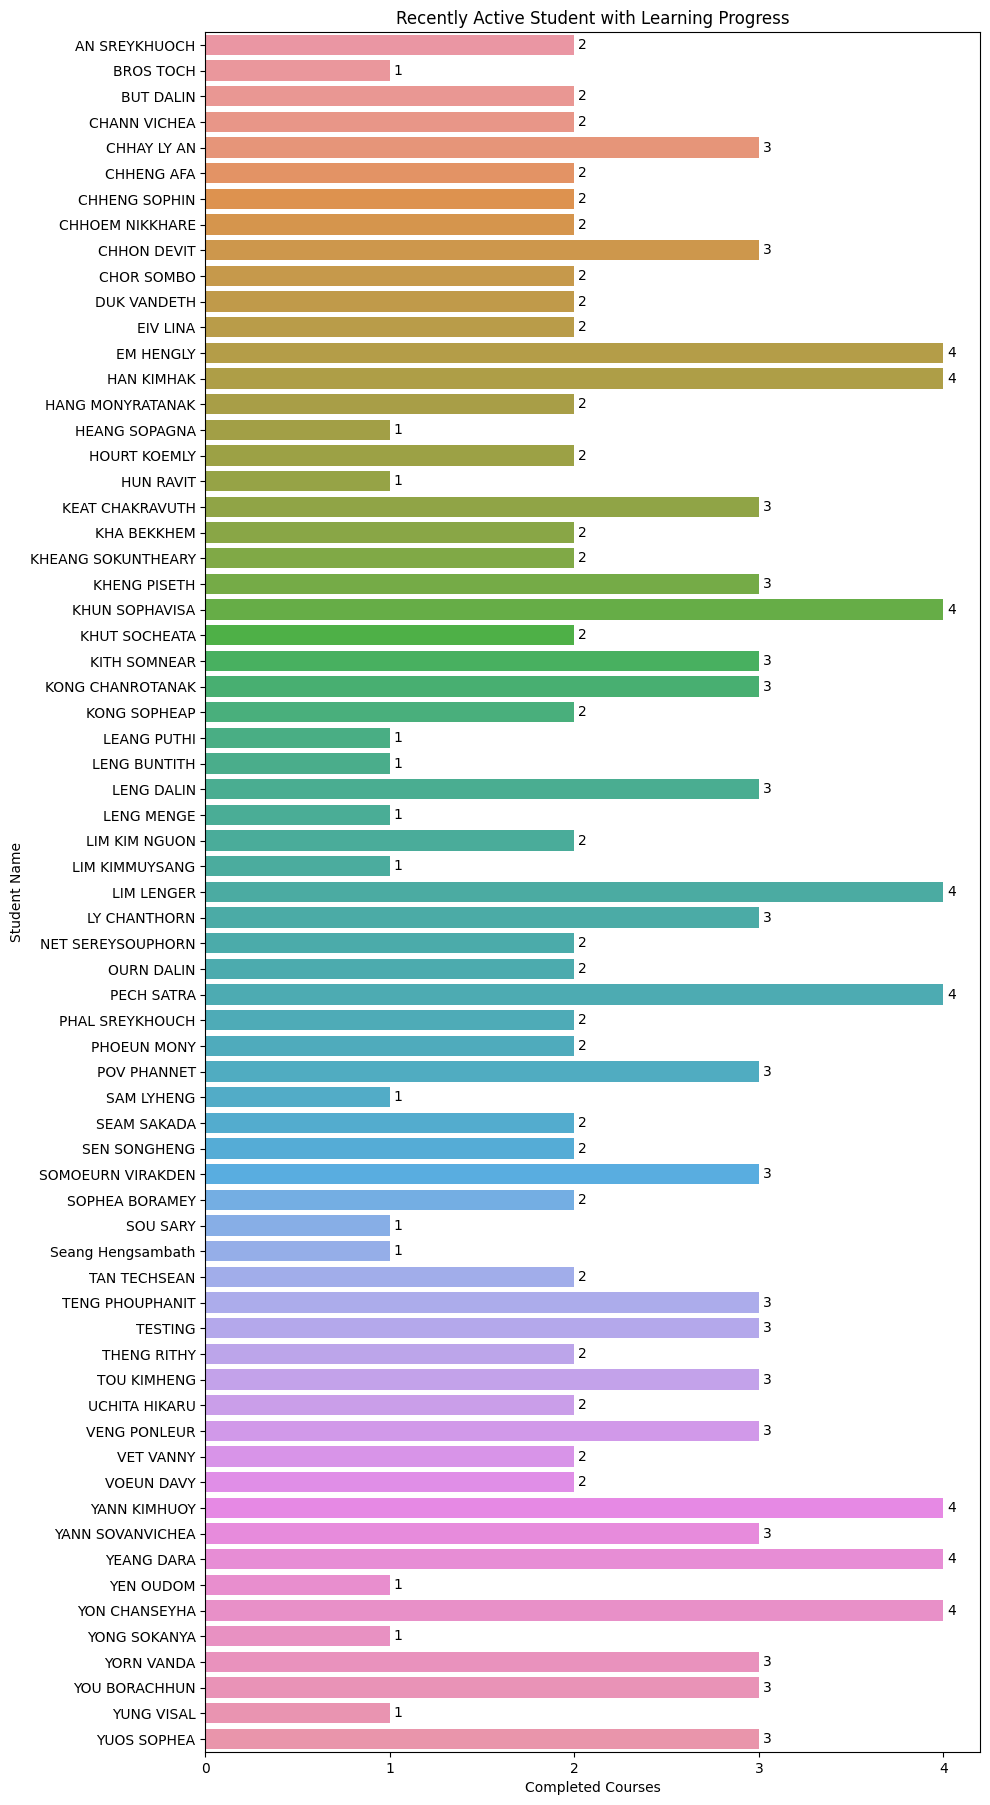 Recently Active Student with Learning Progress
AN SREYKHUOCH 2
BROS TOCH 1
BUT DALIN 2
CHANN VICHEA 2
CHHAY LY AN 3
CHHENG AFA 2
CHHENG SOPHIN 2
CHHOEM NIKKHARE 2
CHHON DEVIT 3
CHOR SOMBO 2
DUK VANDETH 2
EIV LINA 2
EM HENGLY 4
HAN KIMHAK 4
HANG MONYRATANAK 2
HEANG SOPAGNA 1
HOURT KOEMLY 2
HUN RAVIT 1
KEAT CHAKRAVUTH 3
KHA BEKKHEM 2
KHEANG SOKUNTHEARY 2
KHENG PISETH 3
KHUN SOPHAVISA 4
KHUT SOCHEATA 2
KITH SOMNEAR 3
KONG CHANROTANAK 3
KONG SOPHEAP 2
LEANG PUTHI 1
LENG BUNTITH 1
LENG DALIN 3
LENG MENGE 1
LIM KIM NGUON 2
LIM KIMMUYSANG 1
LIM LENGER 4
LY CHANTHORN 3
NET SEREYSOUPHORN 2
OURN DALIN 2
PECH SATRA 4
PHAL SREYKHOUCH 2
PHOEUN MONY 2
POV PHANNET 3
SAM LYHENG 1
SEAM SAKADA 2
SEN SONGHENG 2
SOMOEURN VIRAKDEN 3
SOPHEA BORAMEY 2
SOU SARY 1
Seang Hengsambath 1
TAN TECHSEAN 2
TENG PHOUPHANIT 3
TESTING 3
THENG RITHY 2
TOU KIMHENG 3
UCHITA HIKARU 2
VENG PONLEUR 3
VET VANNY 2
VOEUN DAVY 2
YANN KIMHUOY 4
YANN SOVANVICHEA 3
YEANG DARA 4
YEN OUDOM 1
YON CHANSEYHA 4
YONG SOKANYA 1
YORN VANDA 3
YOU BORACHHUN 3
YUNG VISAL 1
YUOS SOPHEA 3
Student Name
0 1 2 3 4
Completed Courses